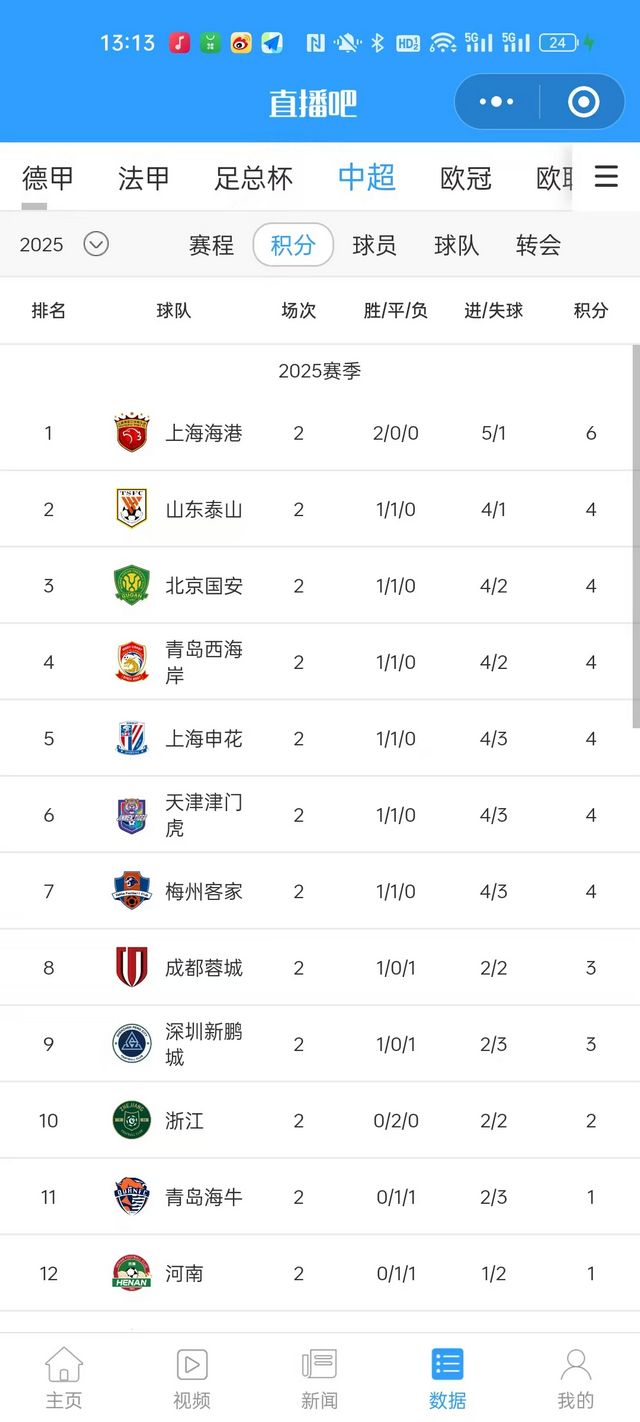 13:13 HD2 5G 5G 24
直播吧
德甲 法甲 足总杯 中超 欧冠 欧联
2025 赛程 积分 球员 球队 转会
排名 球队 场次 胜/平/负 进/失球 积分
2025赛季
1 上海海港 2 2/0/0 5/1 6
2 TSFC 山东泰山 2 1/1/0 4/1 4
3 GUOAN 北京国安 2 1/1/0 4/2 4
4 青岛西海
岸 2 1/1/0 4/2 4
5 上海申花 2 1/1/0 4/3 4
6 天津津门
虎 2 1/1/0 4/3 4
7 梅州客家 2 1/1/0 4/3 4
8 成都蓉城 2 1/0/1 2/2 3
9 深圳新鹏
城 2 1/0/1 2/3 3
10 ZHEJIANG 浙江 2 0/2/0 2/2 2
11 青岛海牛 2 0/1/1 2/3 1
12 HENAN 河南 2 0/1/1 1/2 1
主页 视频 新闻 数据 我的